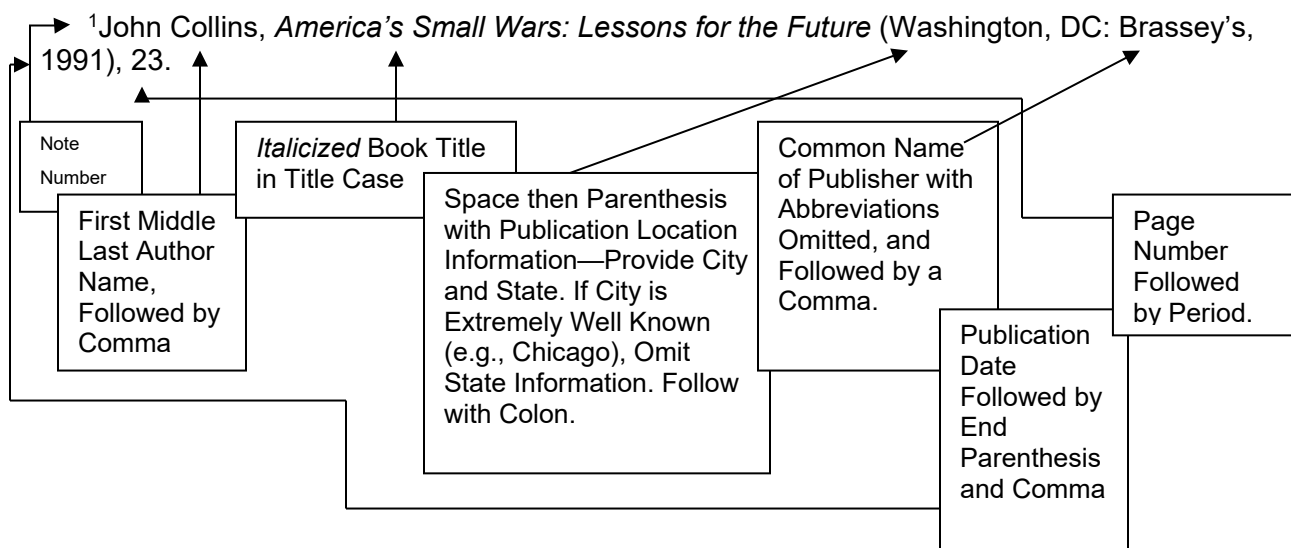 ¹John Collins, America's Small Wars: Lessons for the Future (Washington, DC: Brassey's,
1991), 23.
Note
Number
First Middle
Last Author
Name,
Followed by
Comma
Italicized Book Title
in Title Case
Space then Parenthesis
with Publication Location
Information—Provide City
and State. If City is
Extremely Well Known
(e.g., Chicago), Omit
State Information. Follow
with Colon.
Common Name
of Publisher with
Abbreviations
Omitted, and
Followed by a
Comma.
Publication
Date
Followed by
End
Parenthesis
and Comma
Page
Number
Followed
by Period.